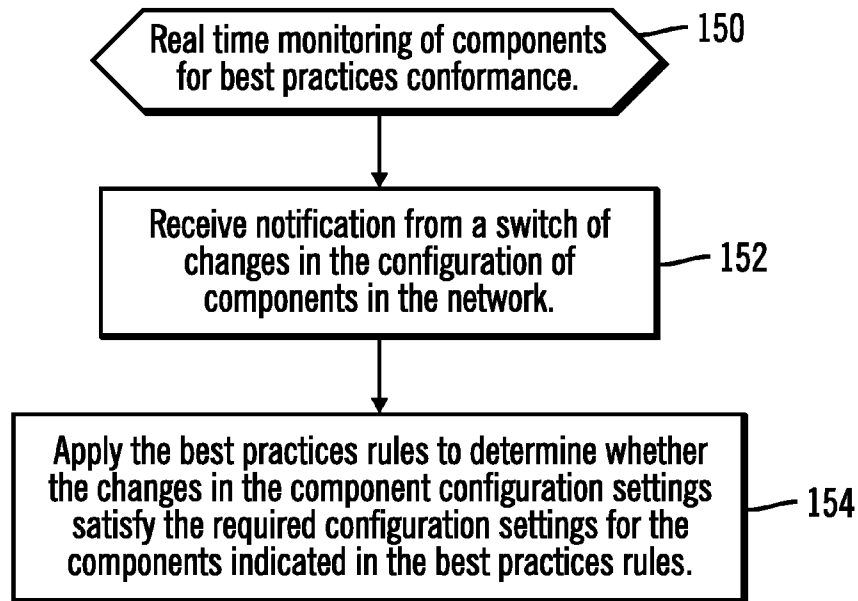 Real time monitoring of components
for best practices conformance.
150
Receive notification from a switch of
changes in the configuration of
components in the network.
152
Apply the best practices rules to determine whether
the changes in the component configuration settings
satisfy the required configuration settings for the
components indicated in the best practices rules.
154